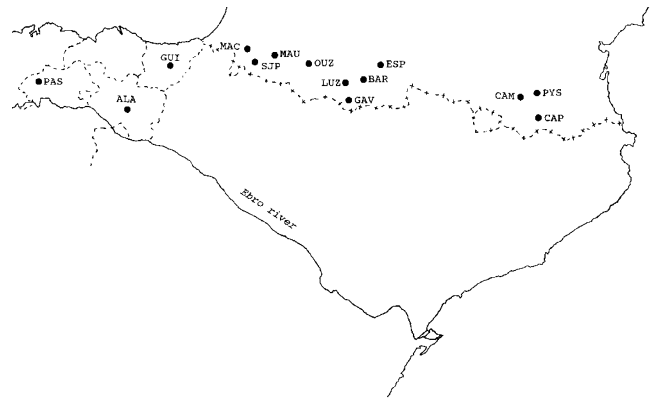 MAC
MAU
GUI
SJP
OUZ
ESP
PAS
LUZ
BAR
ALA
GAV
CAM
PYS
CAP
Ebro river